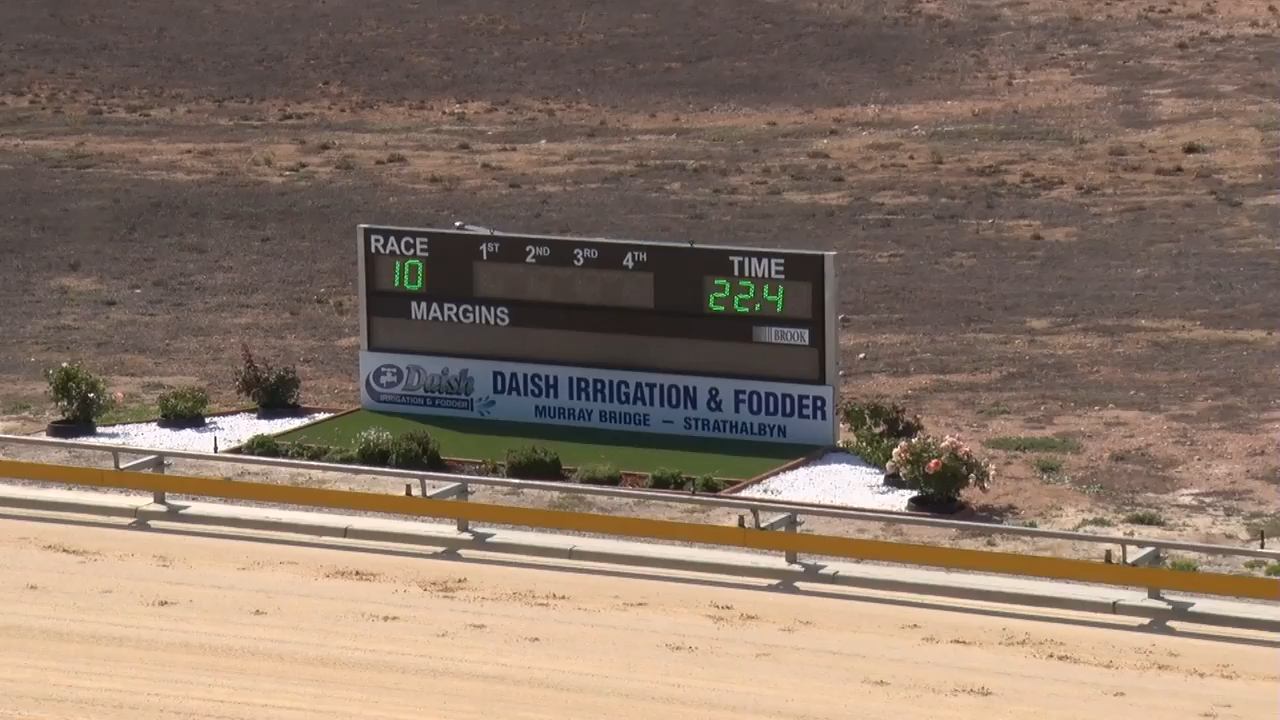 RACE 1ST 2ND 3RD 4TH TIME
10 22.4
MARGINS
BROOK
Daish
IRRIGATION & FODDER
DAISH IRRIGATION & FODDER
MURRAY BRIDGE — STRATHALBYN